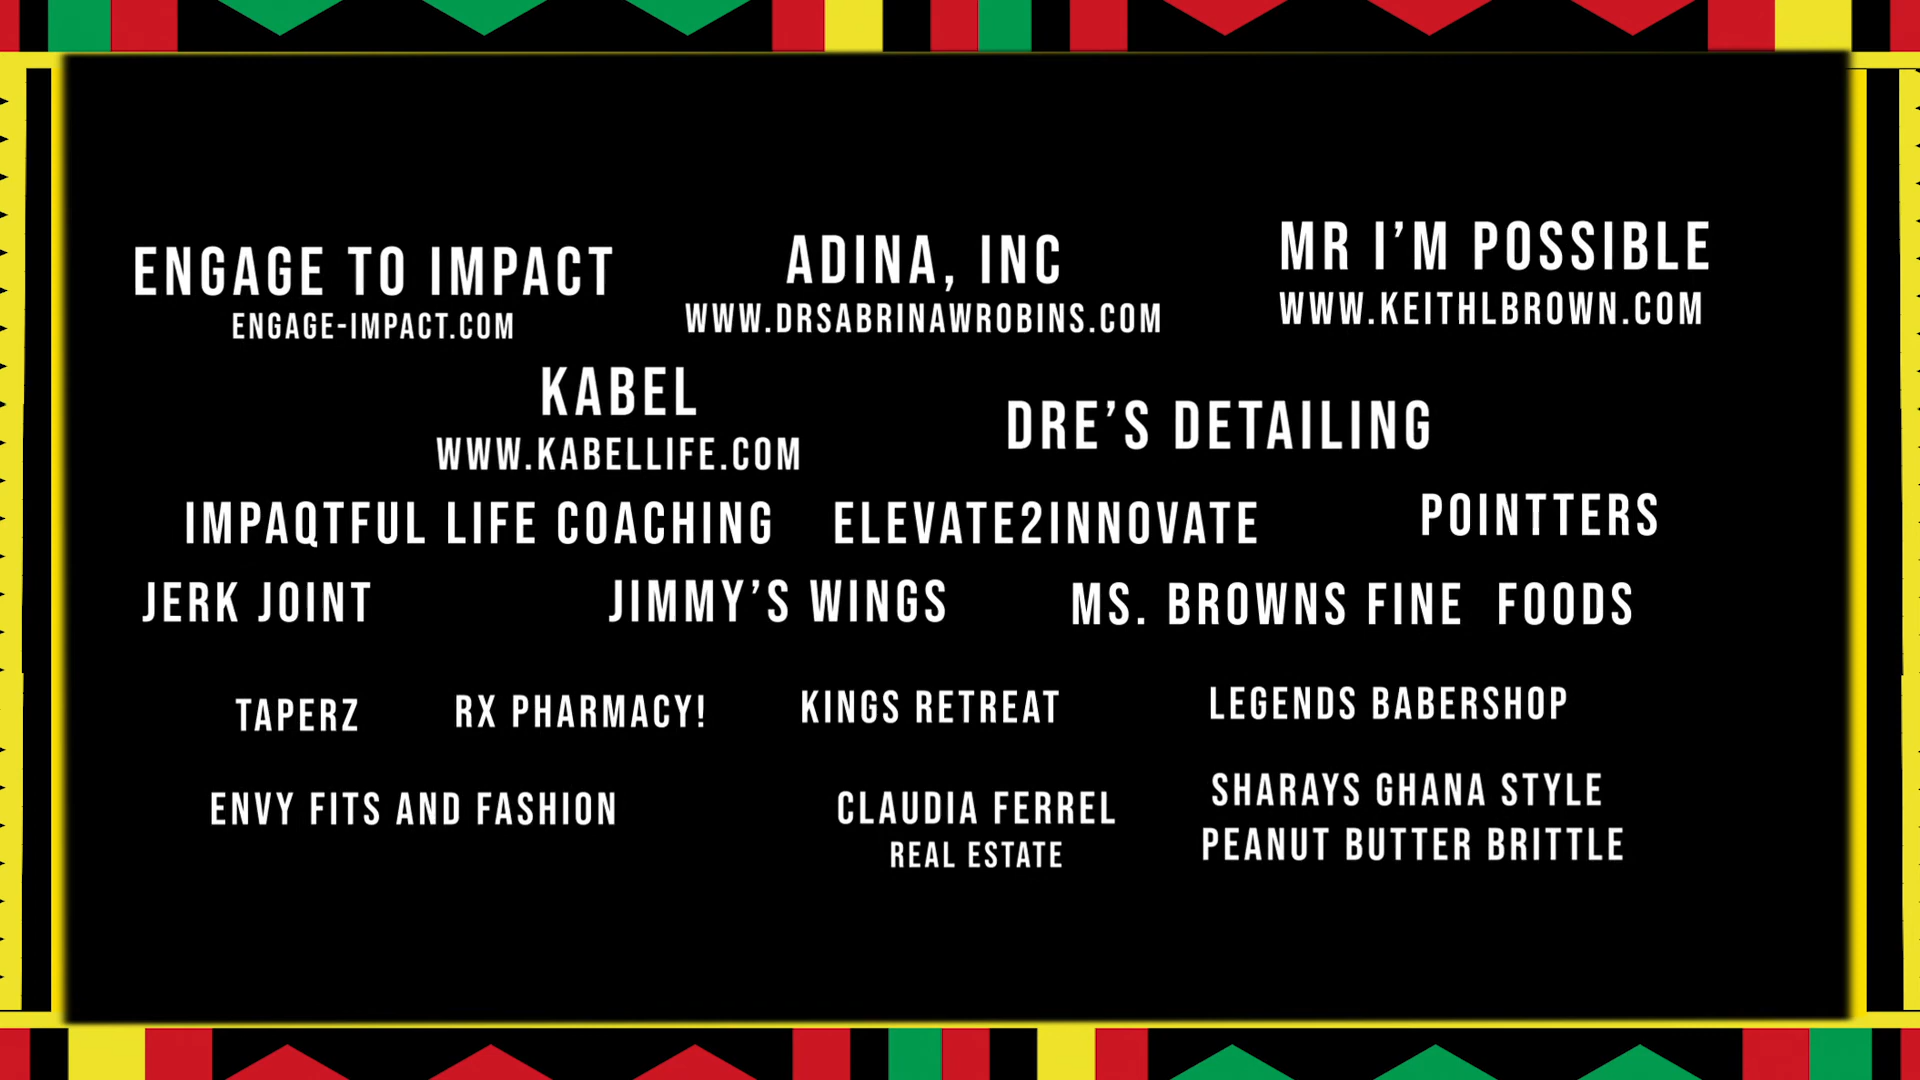 ENGAGE TO IMPACT
ENGAGE-IMPACT.COM
ADINA, INC
WWW.DRSABRINAWROBINS.COM
MR I’M POSSIBLE
WWW.KEITHLBROWN.COM
KABEL
WWW.KABELLIFE.COM
DRE’S DETAILING
IMPAQTFUL LIFE COACHING
ELEVATE2INNOVATE
POINTTERS
JERK JOINT
JIMMY’S WINGS
MS. BROWNS FINE FOODS
TAPERZ
RX PHARMACY!
KINGS RETREAT
LEGENDS BABERSHOP
ENVY FITS AND FASHION
CLAUDIA FERREL
REAL ESTATE
SHARAYS GHANA STYLE
PEANUT BUTTER BRITTLE